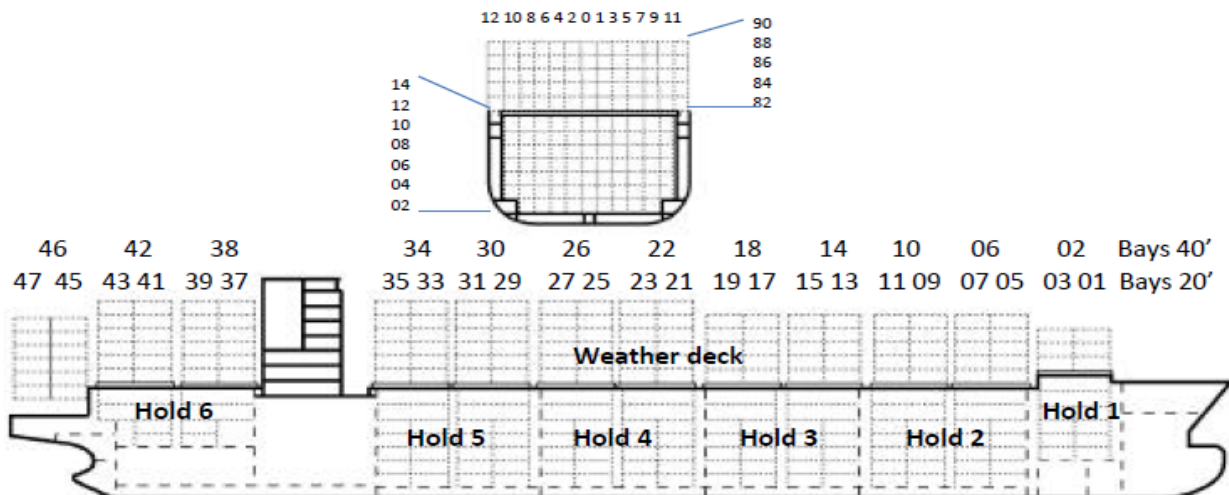 12 10 8 6 4 2 0 1 3 5 7 9 11
90
88
86
84
82
14
12
10
08
06
04
02
46 42 38 34 30 26 22 18 14 10 06 02 Bays 40’
47 45 43 41 39 37 35 33 31 29 27 25 23 21 19 17 15 13 11 09 07 05 03 01 Bays 20’
Weather deck
Hold 6 Hold 5 Hold 4 Hold 3 Hold 2 Hold 1